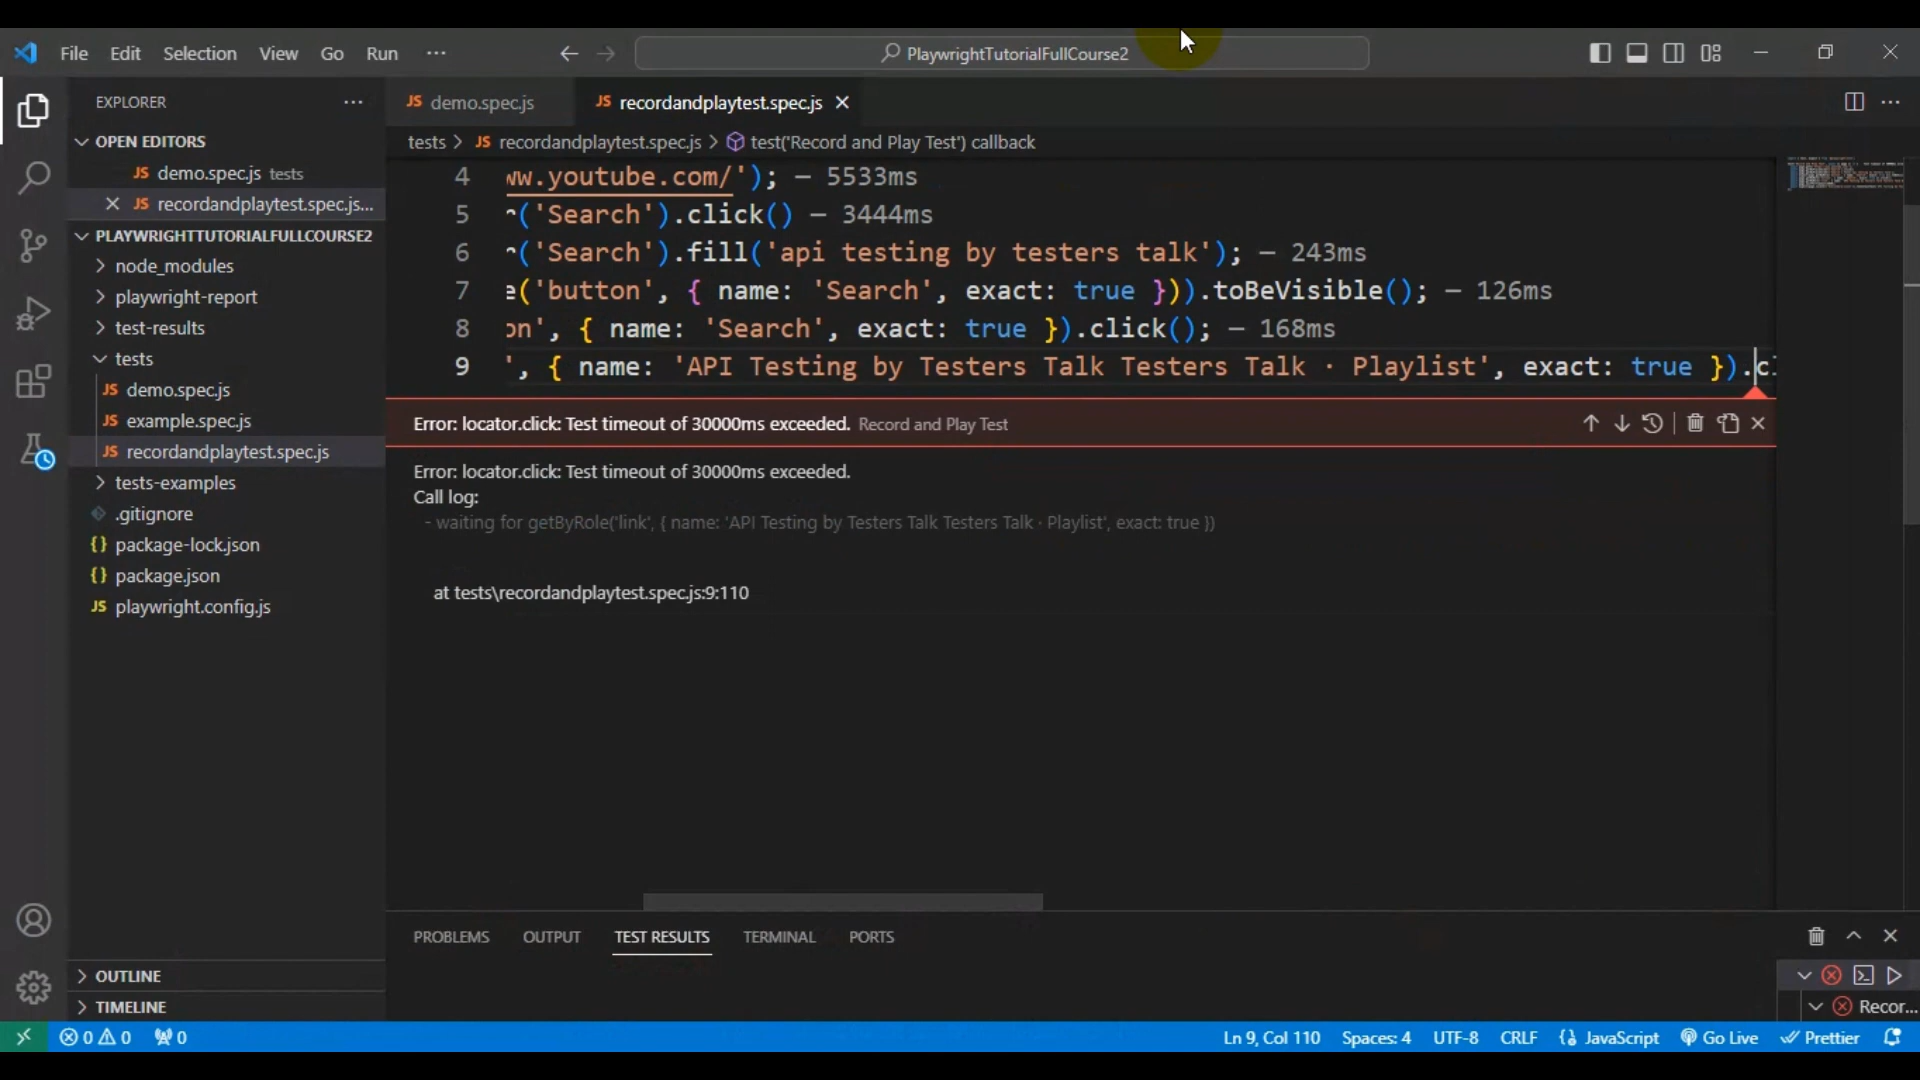 File Edit Selection View Go Run ···
PlaywrightTutorialFullCourse2
EXPLORER
OPEN EDITORS
JS demo.spec.js tests
JS recordandplaytest.spec.js...
PLAYWRIGHTTUTORIALFULLCOURSE2
node_modules
playwright-report
test-results
tests
JS demo.spec.js
JS example.spec.js
JS recordandplaytest.spec.js
tests-examples
.gitignore
{} package-lock.json
{} package.json
JS playwright.config.js
OUTLINE
TIMELINE
JS demo.spec.js
JS recordandplaytest.spec.js
tests > JS recordandplaytest.spec.js > test('Record and Play Test') callback
4 ww.youtube.com/'); — 5533ms
5 ('Search').click() — 3444ms
6 ('Search').fill('api testing by testers talk'); — 243ms
7 e('button', { name: 'Search', exact: true })).toBeVisible(); — 126ms
8 on', { name: 'Search', exact: true }).click(); — 168ms
9 ', { name: 'API Testing by Testers Talk Testers Talk · Playlist', exact: true }).c
Error: locator.click: Test timeout of 30000ms exceeded. Record and Play Test
Error: locator.click: Test timeout of 30000ms exceeded.
Call log:
- waiting for getByRole('link', { name: 'API Testing by Testers Talk Testers Talk · Playlist', exact: true })
at tests\recordandplaytest.spec.js:9:110
PROBLEMS OUTPUT TEST RESULTS TERMINAL PORTS
Recor...
0 0 0
Ln 9, Col 110 Spaces: 4 UTF-8 CRLF {} JavaScript Go Live Prettier